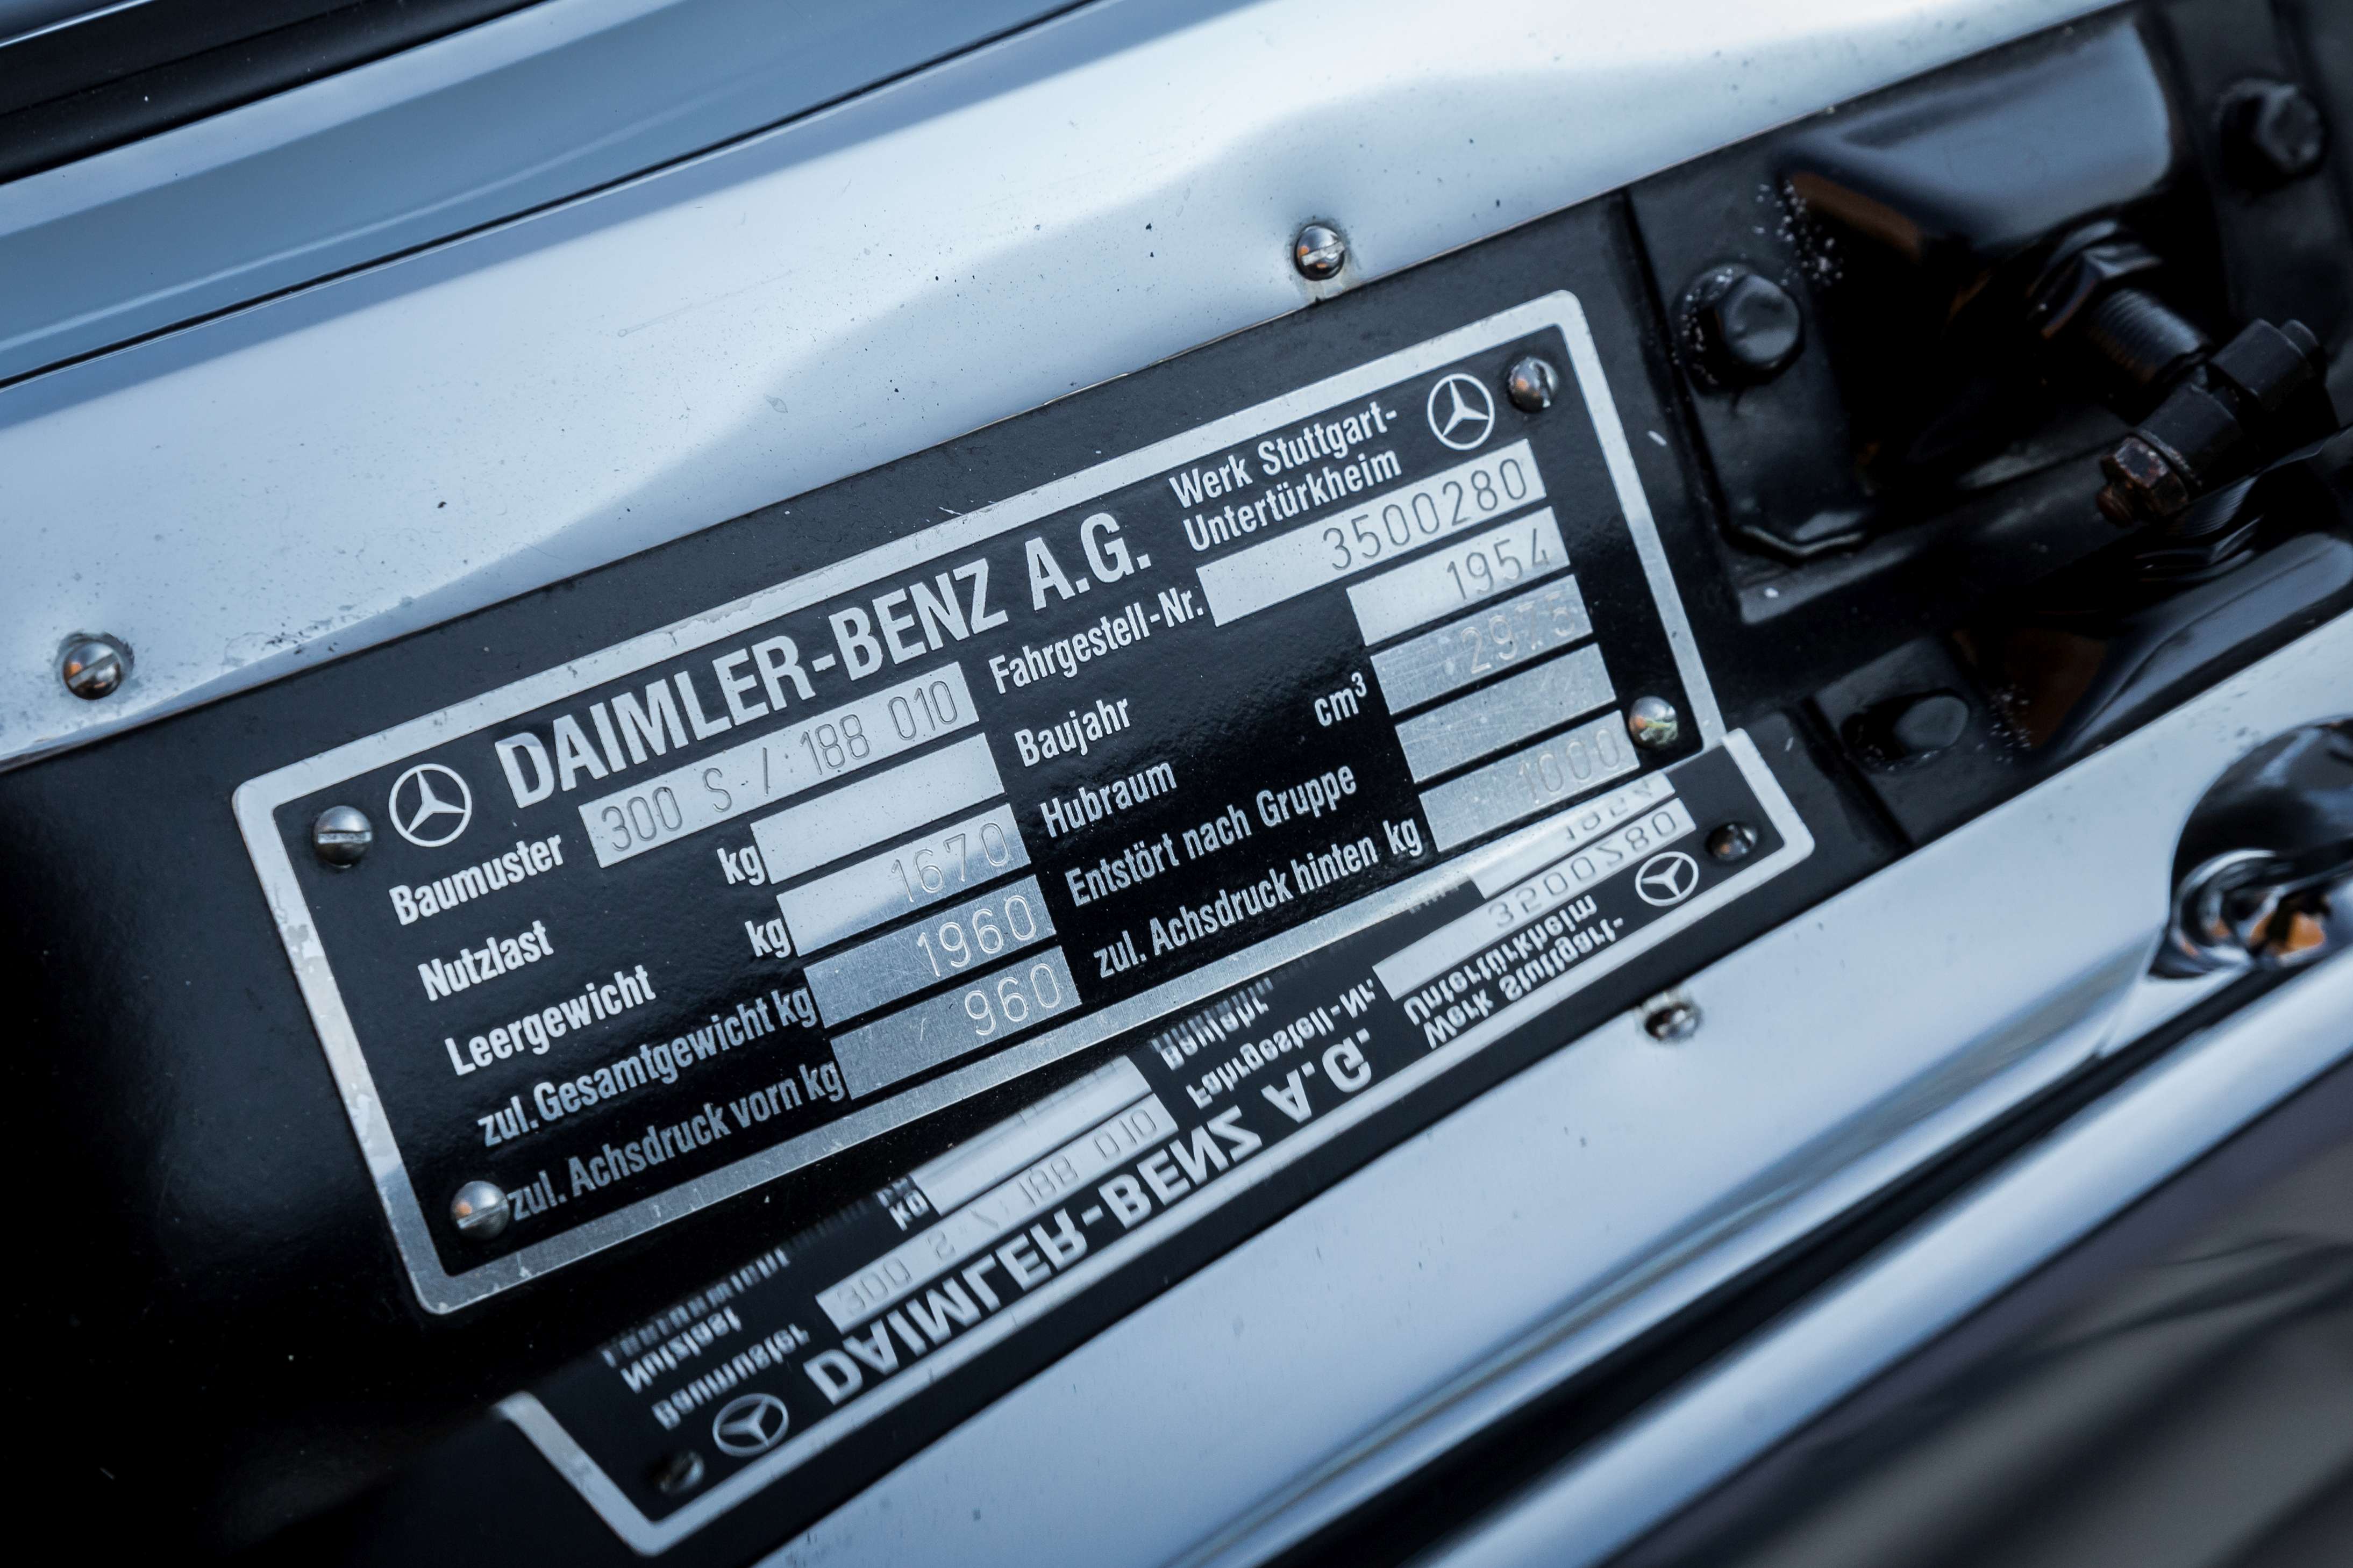 DAIMLER-BENZ A.G.
Werk Stuttgart-
Untertürkheim
Baumuster 300 S / 188 010
Fahrgestell-Nr. 3500280
Nutzlast kg
Baujahr 1954
Leergewicht kg 1670
Hubraum cm³
zul. Gesamtgewicht kg 1960
Entstört nach Gruppe
zul. Achsdruck vorn kg 960
zul. Achsdruck hinten kg 1000